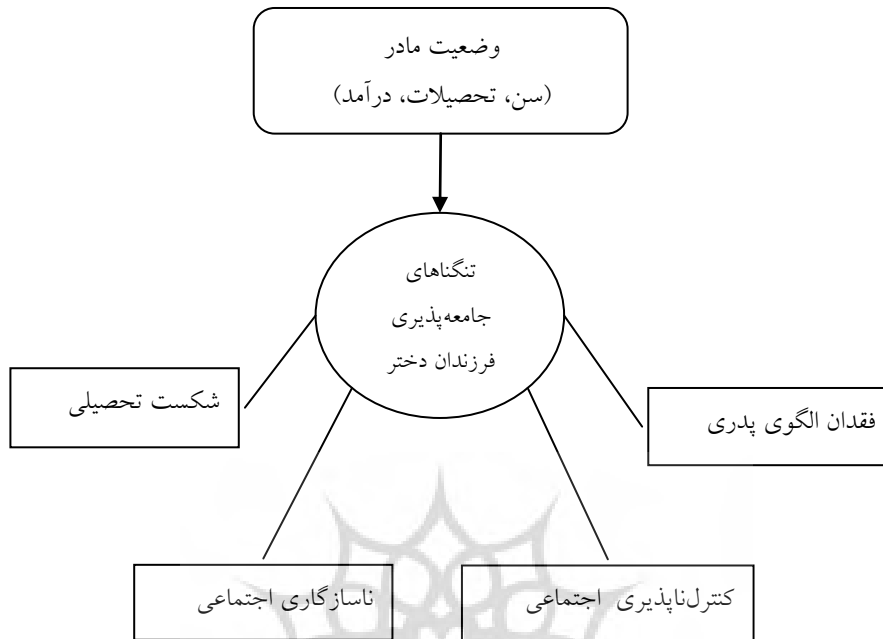 وضعیت مادر
(سن، تحصیلات، درآمد)
تنگناهای
جامعه‌پذیری
فرزندان دختر
فقدان الگوی پدری
شکست تحصیلی
کنترل‌ناپذیری اجتماعی
ناسازگاری اجتماعی